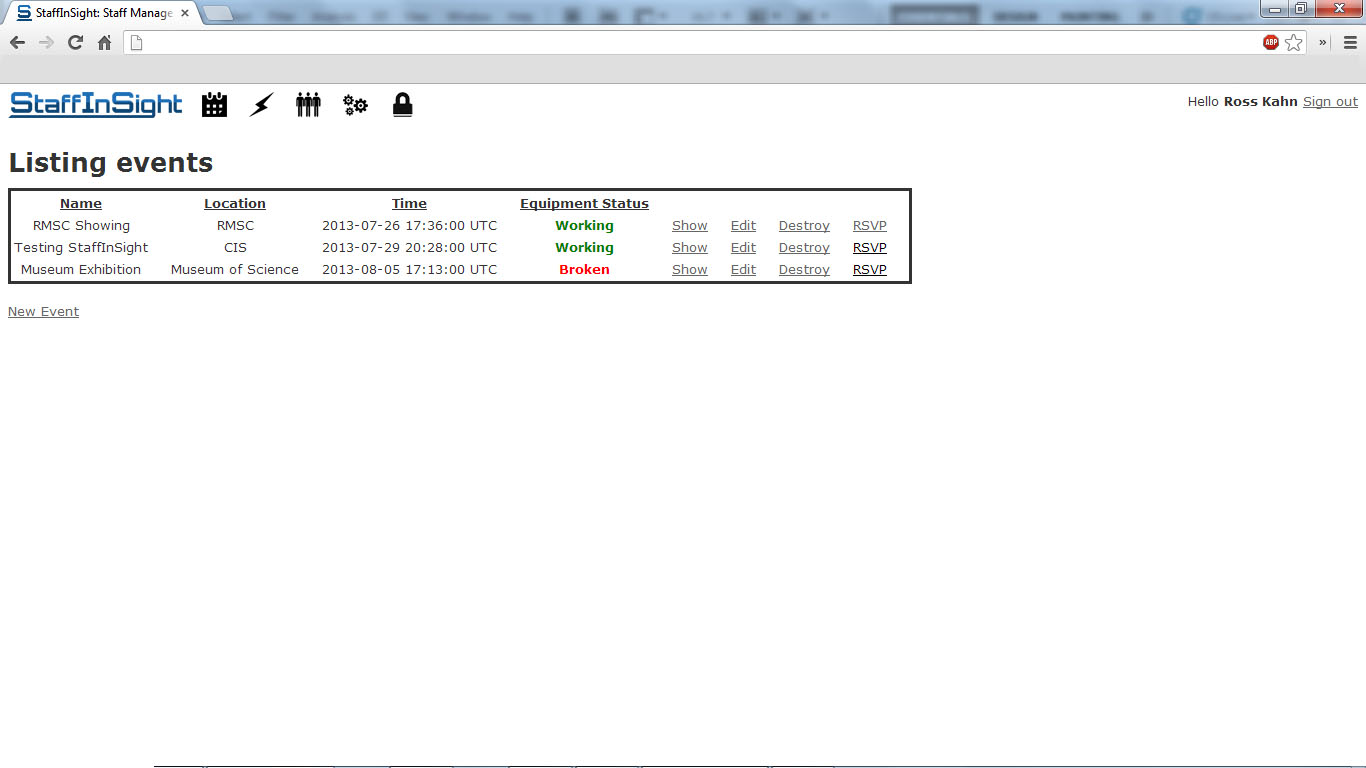 StaffInSight: Staff Manage
ABP
StaffInSight
Hello Ross Kahn Sign out
Listing events
Name Location Time Equipment Status
RMSC Showing RMSC 2013-07-26 17:36:00 UTC Working Show Edit Destroy RSVP
Testing StaffInSight CIS 2013-07-29 20:28:00 UTC Working Show Edit Destroy RSVP
Museum Exhibition Museum of Science 2013-08-05 17:13:00 UTC Broken Show Edit Destroy RSVP
New Event